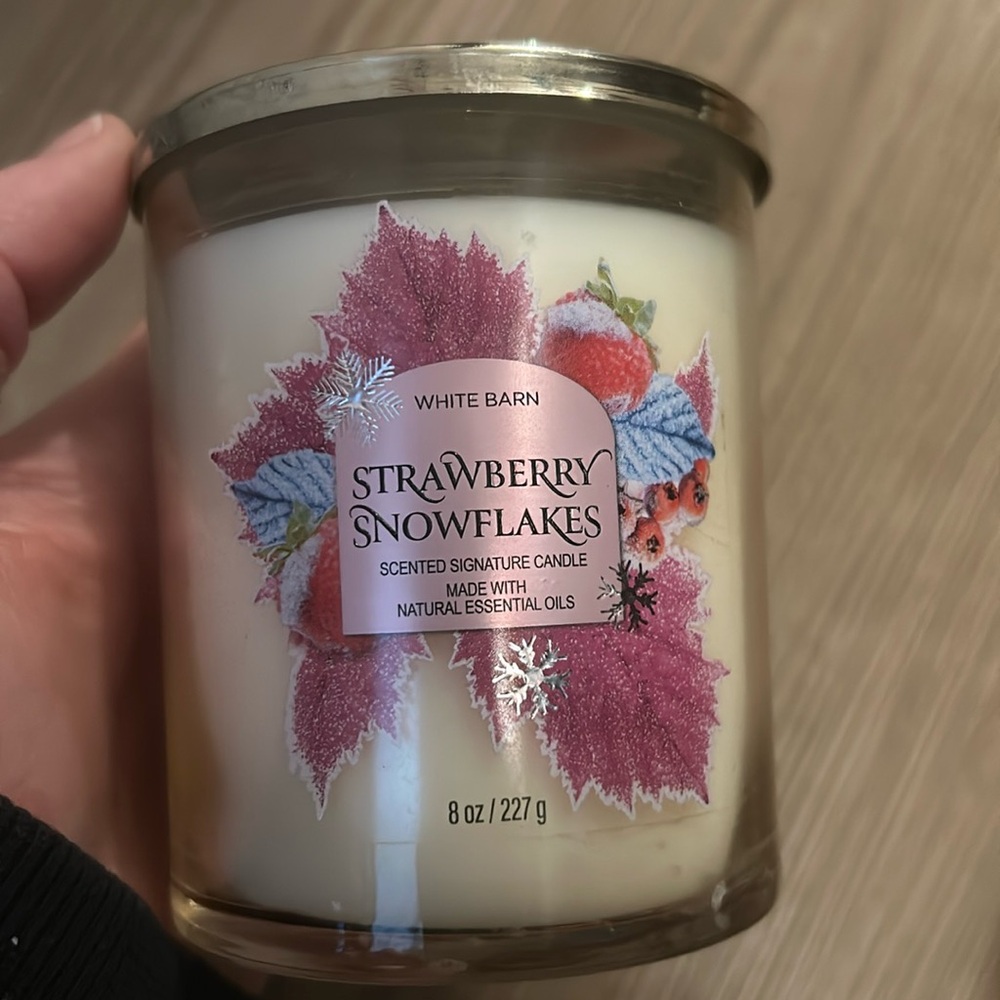 WHITE BARN
STRAWBERRY
SNOWFLAKES
SCENTED SIGNATURE CANDLE
MADE WITH
NATURAL ESSENTIAL OILS
8 oz / 227 g